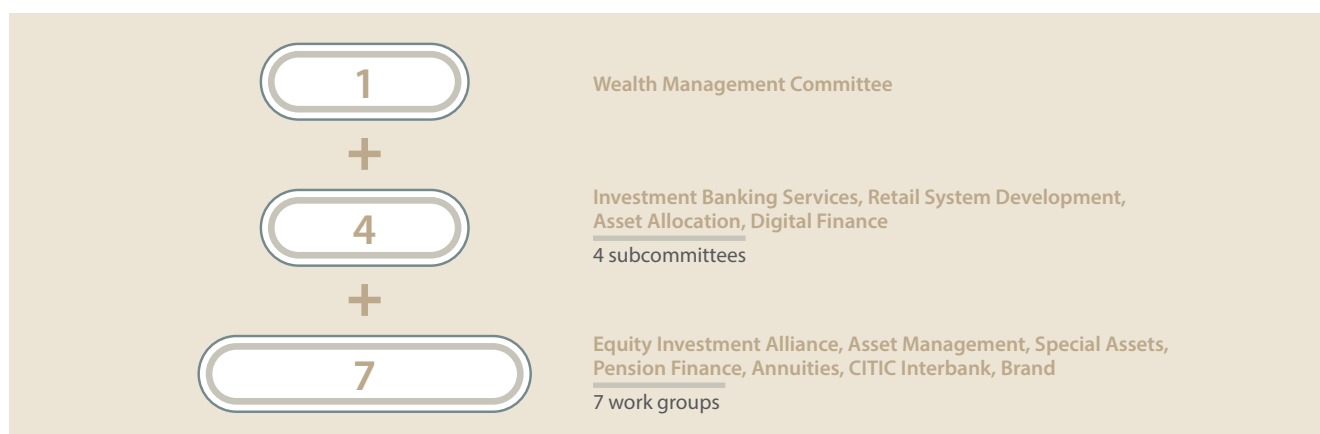 1
Wealth Management Committee
+
4
Investment Banking Services, Retail System Development,
Asset Allocation, Digital Finance
4 subcommittees
+
7
Equity Investment Alliance, Asset Management, Special Assets,
Pension Finance, Annuities, CITIC Interbank, Brand
7 work groups